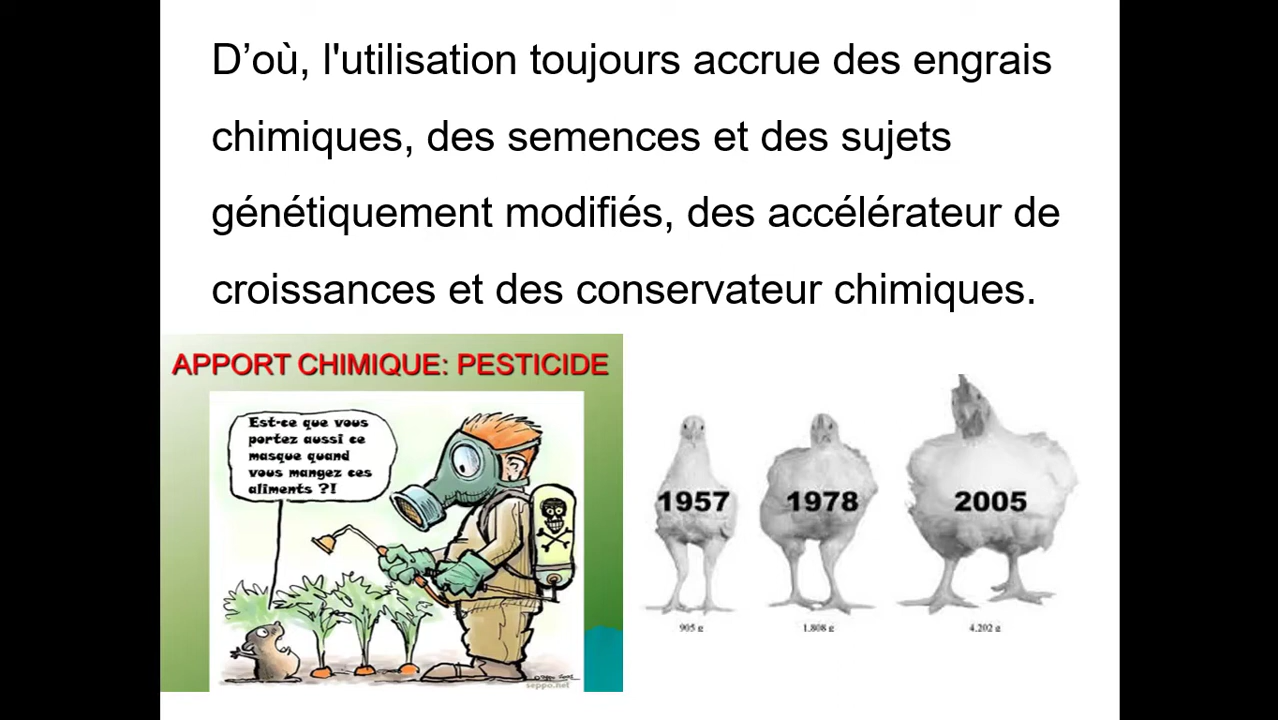 D’où, l'utilisation toujours accrue des engrais
chimiques, des semences et des sujets
génétiquement modifiés, des accélérateur de
croissances et des conservateur chimiques.
APPORT CHIMIQUE: PESTICIDE
Est-ce que vous
portez aussi ce
masque quand
vous mangez ces
aliments ?!
seppo.net
1957
1978
2005
905 g
1.808 g
4.202 g